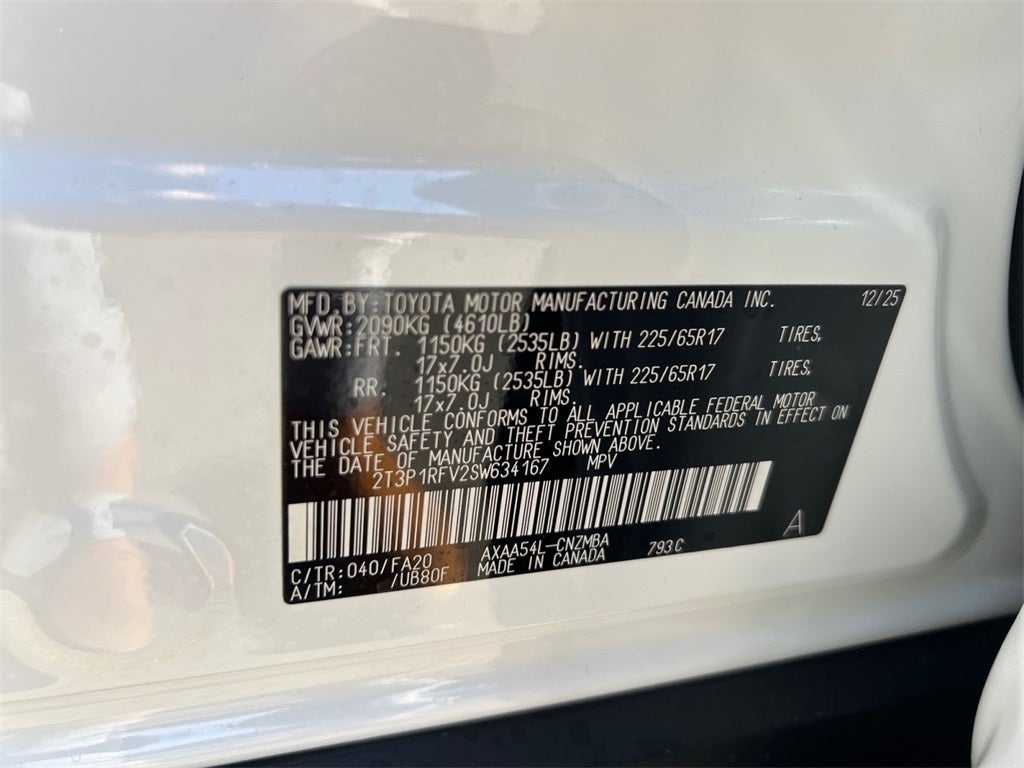 MFD. BY: TOYOTA MOTOR MANUFACTURING CANADA INC. 12/25
GVWR: 2090KG (4610LB)
GAWR: FRT. 1150KG (2535LB) WITH 225/65R17 TIRES,
17x7.0J RIMS.
RR. 1150KG (2535LB) WITH 225/65R17 TIRES,
17x7.0J RIMS.
THIS VEHICLE CONFORMS TO ALL APPLICABLE FEDERAL MOTOR
VEHICLE SAFETY AND THEFT PREVENTION STANDARDS IN EFFECT ON
THE DATE OF MANUFACTURE SHOWN ABOVE.
2T3P1RFV2SW634167 MPV
A
C/TR: 040/FA20 AXAA54L-CNZMBA 793C
A/TM: /UB80F MADE IN CANADA